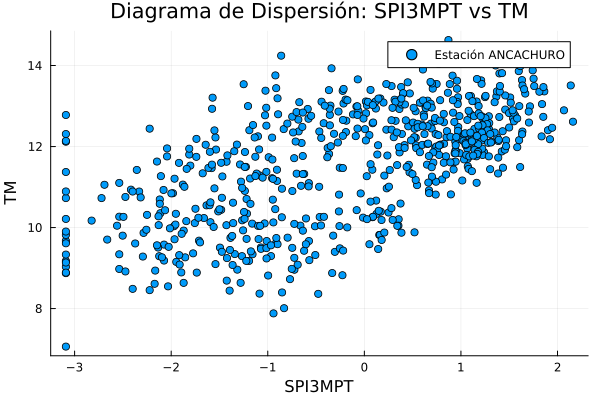 Diagrama de Dispersión: SPI3MPT vs TM
Estación ANCACHURO
14
12
10
8
TM
−3
−2
−1
0
1
2
SPI3MPT